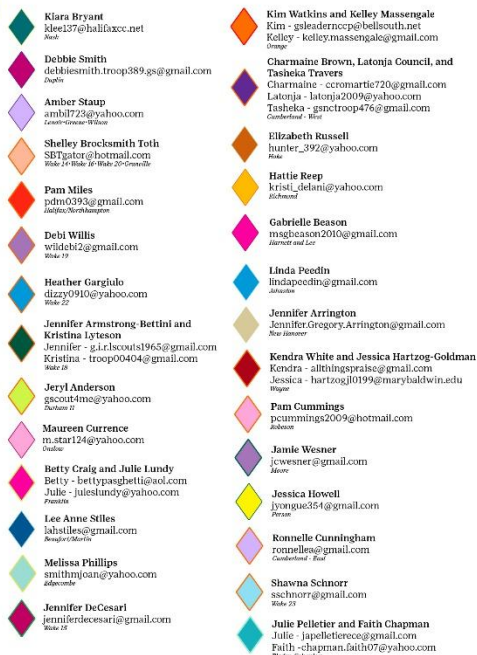 Kiara Bryant
klee137@halifaxcc.net
Nash
Debbie Smith
debbiesmith.troop389.gs@gmail.com
Duplin
Amber Staup
ambil723@yahoo.com
Lenoir-Greene-Wilson
Shelley Brocksmith Toth
SBTgator@hotmail.com
Wake 14-Wake 16-Wake 20-Granville
Pam Miles
pdm0393@gmail.com
Halifax/Northhampton
Debi Willis
wildebi2@gmail.com
Wake 19
Heather Gargiulo
dizzy0910@yahoo.com
Wake 22
Jennifer Armstrong-Bettini and
Kristina Lyteson
Jennifer - g.i.r.lscouts1965@gmail.com
Kristina - troop00404@gmail.com
Wake 18
Jeryl Anderson
gscout4me@yahoo.com
Durham 11
Maureen Currence
m.star124@yahoo.com
Onslow
Betty Craig and Julie Lundy
Betty - bettypasghetti@aol.com
Julie - juleslundy@yahoo.com
Franklin
Lee Anne Stiles
lahstiles@gmail.com
Beaufort/Martin
Melissa Phillips
smithmjoan@yahoo.com
Edgecombe
Jennifer DeCesari
jenniferdecesari@gmail.com
Wake 15
Kim Watkins and Kelley Massengale
Kim - gsleadernccp@bellsouth.net
Kelley - kelley.massengale@gmail.com
Orange
Charmaine Brown, Latonja Council, and
Tasheka Travers
Charmaine - ccromartie720@gmail.com
Latonja - latonja2009@yahoo.com
Tasheka - gsnctroop476@gmail.com
Cumberland - West
Elizabeth Russell
hunter_392@yahoo.com
Hoke
Hattie Reep
kristi_delani@yahoo.com
Richmond
Gabrielle Beason
msgbeason2010@gmail.com
Harnett and Lee
Linda Peedin
lindapeedin@gmail.com
Johnston
Jennifer Arrington
Jennifer.Gregory.Arrington@gmail.com
New Hanover
Kendra White and Jessica Hartzog-Goldman
Kendra - allthingspraise@gmail.com
Jessica - hartzogjl0199@marybaldwin.edu
Wayne
Pam Cummings
pcummings2009@hotmail.com
Robeson
Jamie Wesner
jcwesner@gmail.com
Moore
Jessica Howell
jyongue354@gmail.com
Person
Ronnelle Cunningham
ronnellea@gmail.com
Cumberland - East
Shawna Schnorr
sschnorr@gmail.com
Wake 23
Julie Pelletier and Faith Chapman
Julie - japelletierece@gmail.com
Faith -chapman.faith07@yahoo.com